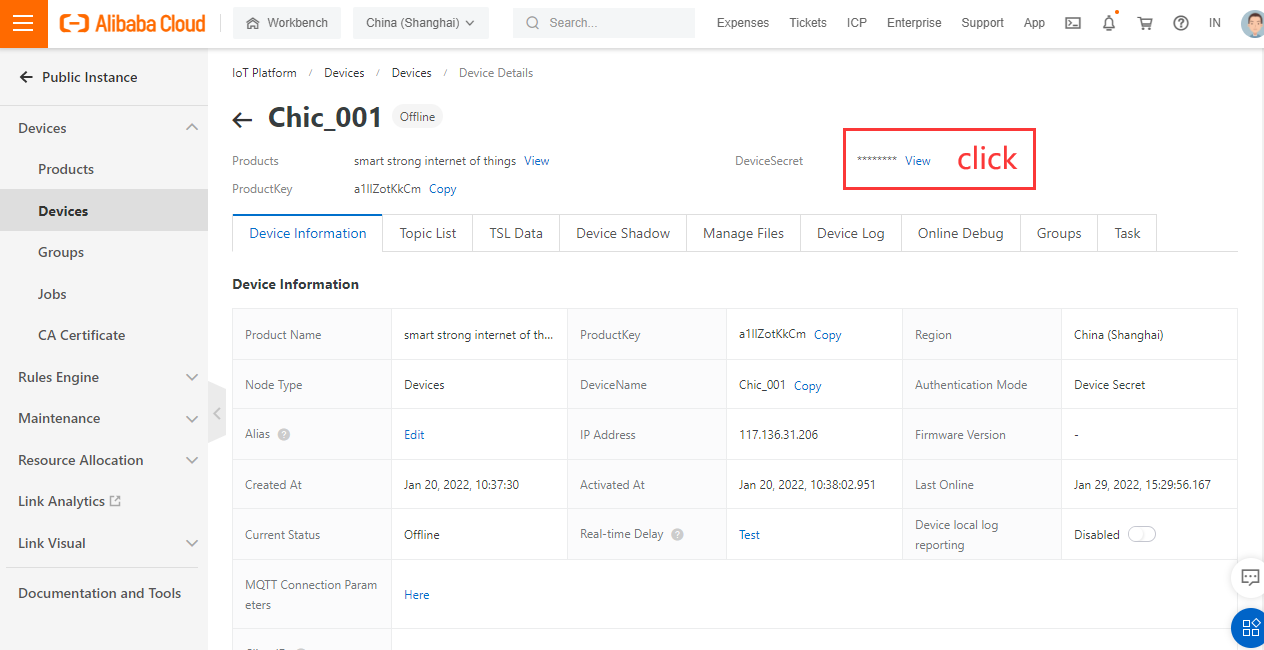 Alibaba Cloud Workbench China (Shanghai) Search... Expenses Tickets ICP Enterprise Support App IN
Public Instance
Devices
Products
Devices
Groups
Jobs
CA Certificate
Rules Engine
Maintenance
Resource Allocation
Link Analytics
Link Visual
Documentation and Tools
IoT Platform / Devices / Devices / Device Details
Chic_001 Offline
Products smart strong internet of things View DeviceSecret ******** View click
ProductKey a1IlZotKkCm Copy
Device Information Topic List TSL Data Device Shadow Manage Files Device Log Online Debug Groups Task
Device Information
Product Name smart strong internet of th... ProductKey a1IlZotKkCm Copy Region China (Shanghai)
Node Type Devices DeviceName Chic_001 Copy Authentication Mode Device Secret
Alias Edit IP Address 117.136.31.206 Firmware Version -
Created At Jan 20, 2022, 10:37:30 Activated At Jan 20, 2022, 10:38:02.951 Last Online Jan 29, 2022, 15:29:56.167
Current Status Offline Real-time Delay Test Device local log
reporting Disabled
MQTT Connection Param
eters Here